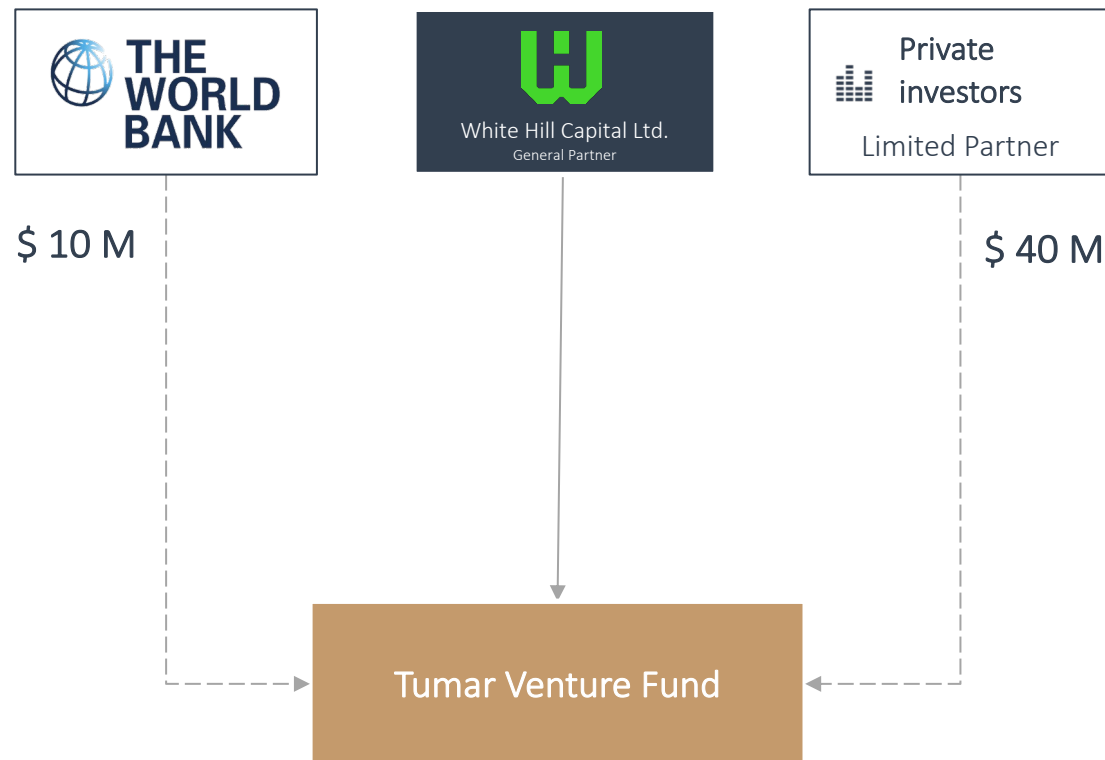 THE
WORLD
BANK
White Hill Capital Ltd.
General Partner
Private
investors
Limited Partner
$ 10 M
$ 40 M
Tumar Venture Fund